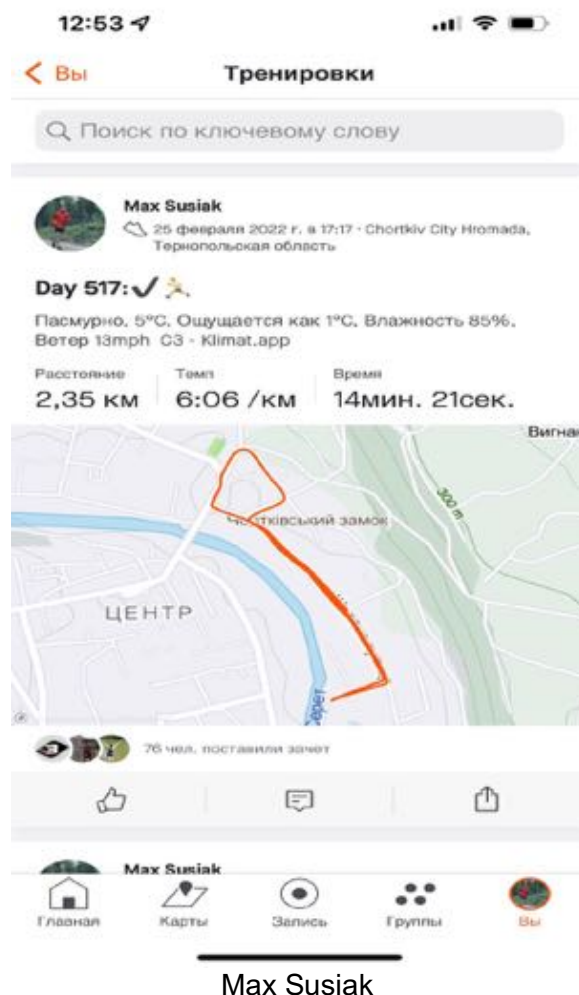 12:53
Вы
Тренировки
Поиск по ключевому слову
Max Susiak
25 февраля 2022 г. в 17:17 · Chortkiv City Hromada,
Тернопольская область
Day 517:
Пасмурно, 5°C, Ощущается как 1°C, Влажность 85%,
Ветер 13mph СЗ - Klimat.app
Расстояние Темп Время
2,35 км 6:06 /км 14мин. 21сек.
Вигна
300 m
Чортківський замок
ЦЕНТР
76 чел. поставили зачет
Max Susiak
Главная Карты Запись Группы Вы
Max Susiak